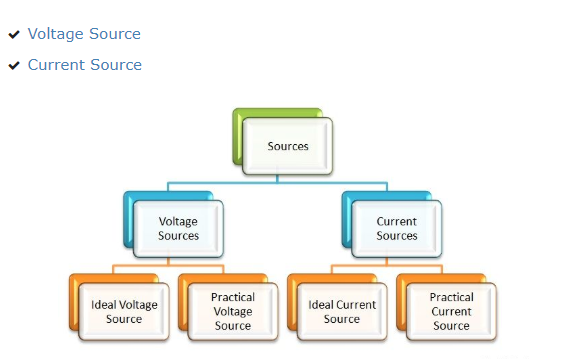 Voltage Source
Current Source
Sources
Voltage
Sources
Current
Sources
Ideal Voltage
Source
Practical
Voltage
Source
Ideal Current
Source
Practical
Current
Source